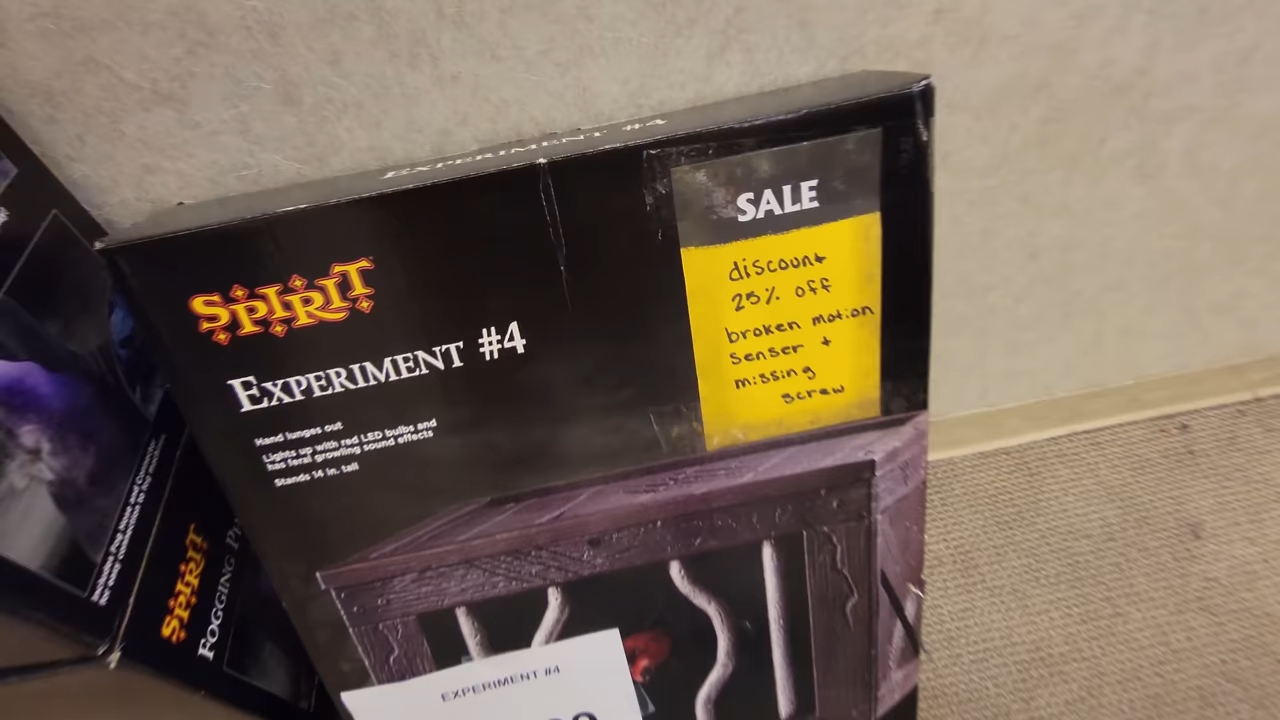 EXPERIMENT #4
SPIRIT
EXPERIMENT #4
Hand lunges out
Lights up with red LED bulbs and
has feral growling sound effects
Stands 14 in. tall
SALE
discount
25% off
broken motion
senser +
missing
screw
EXPERIMENT #4
SPIRIT
FOGGING